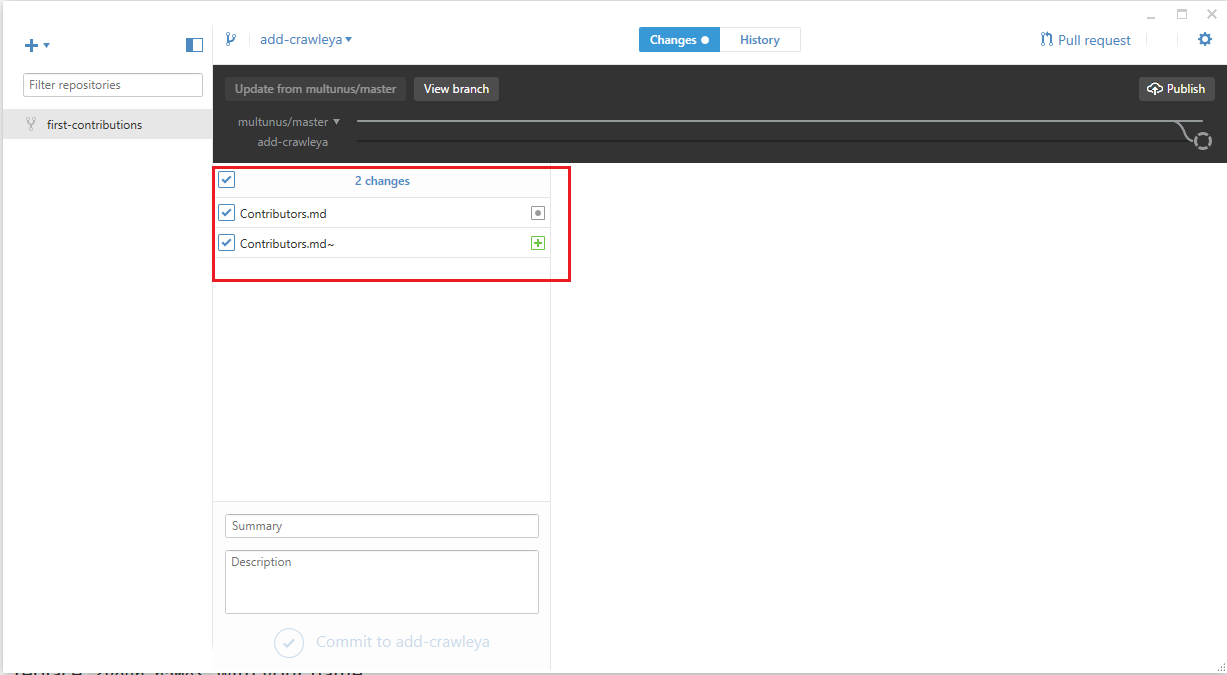 add-crawleya
Changes
History
Pull request
Filter repositories
first-contributions
Update from multunus/master
View branch
Publish
multunus/master
add-crawleya
2 changes
Contributors.md
Contributors.md~
Summary
Description
Commit to add-crawleya